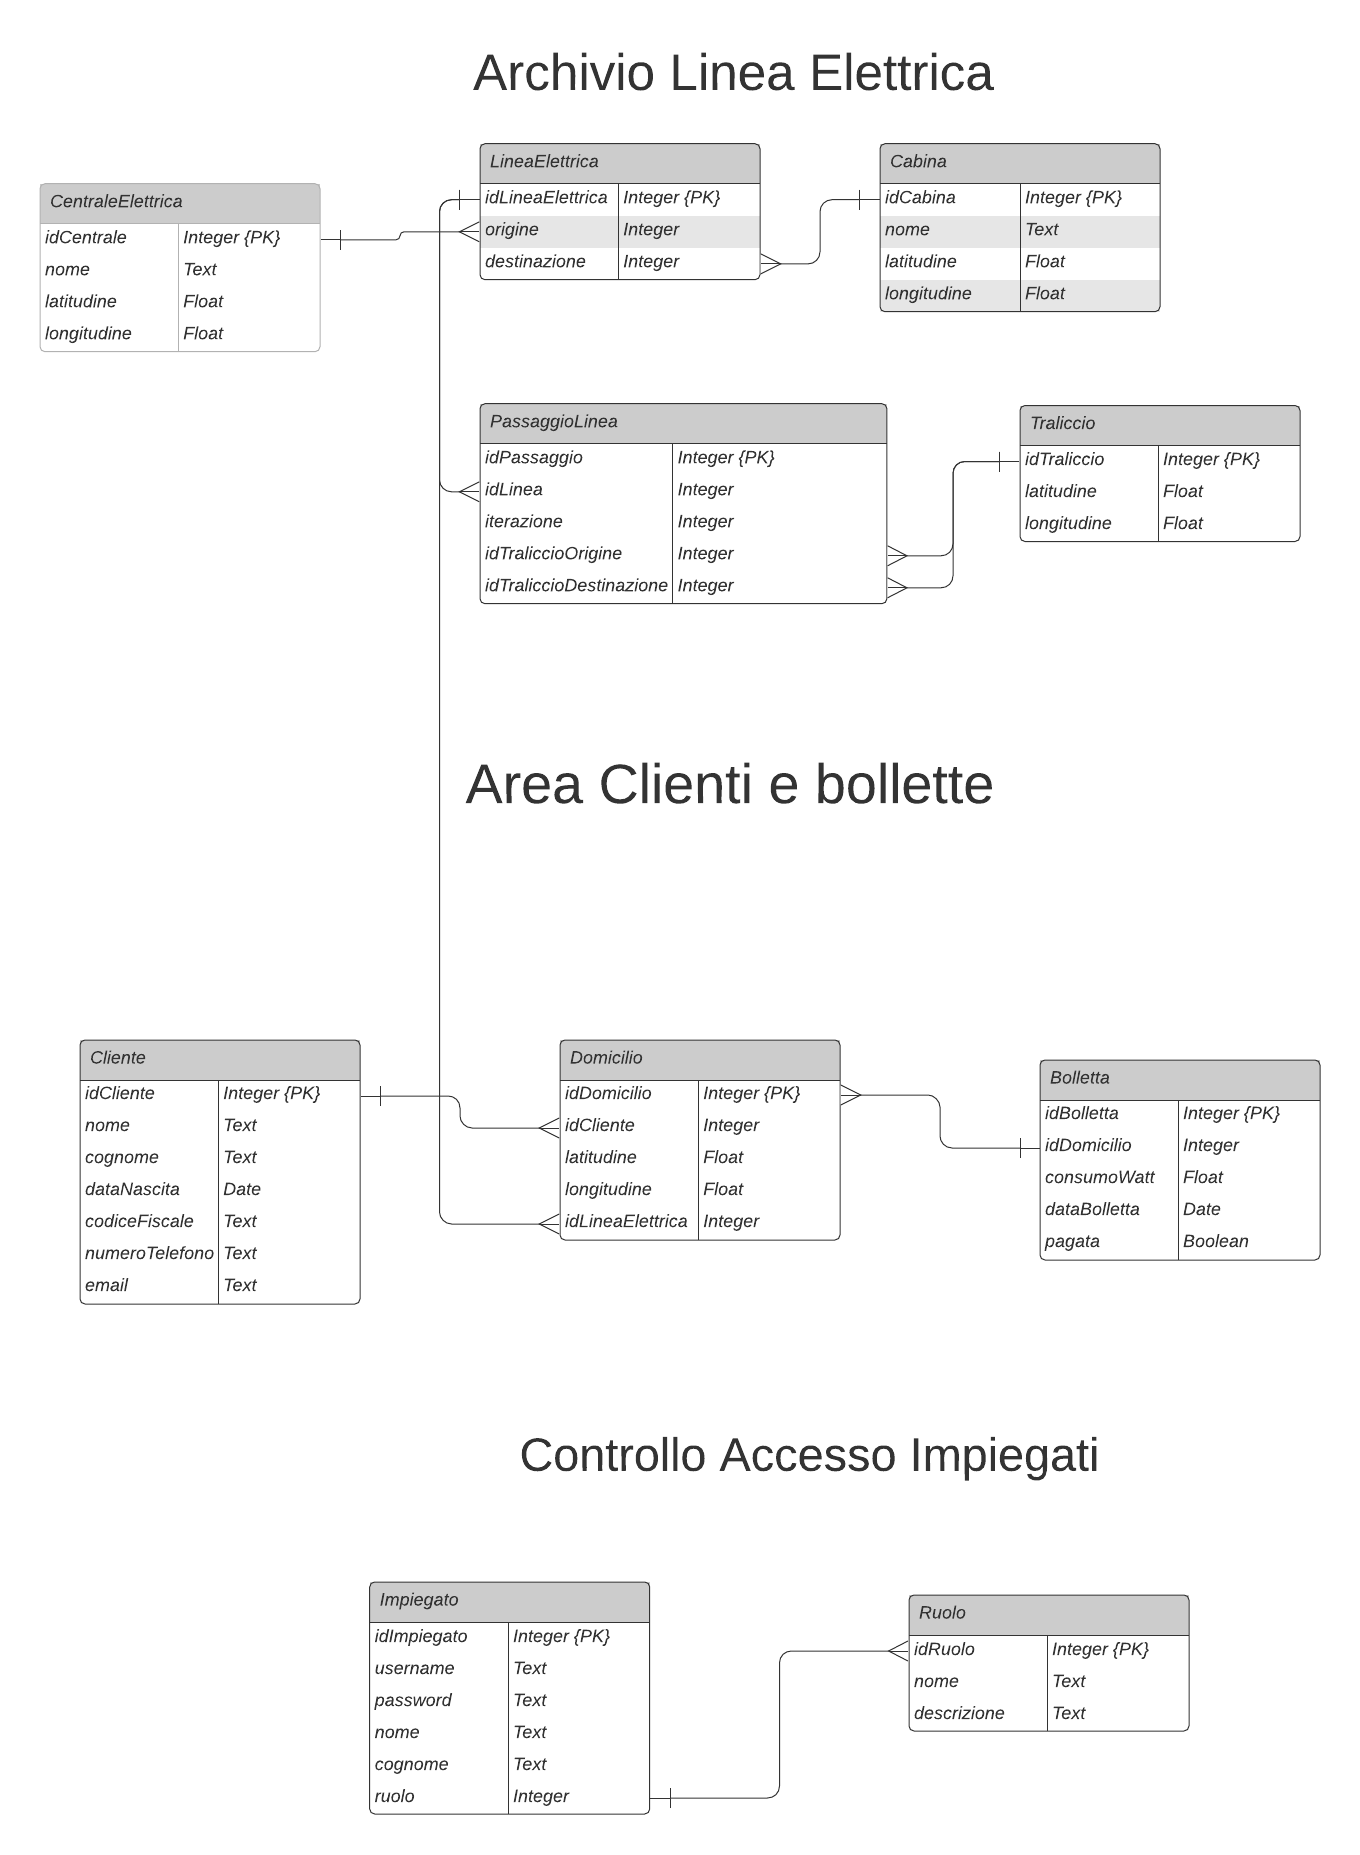 Archivio Linea Elettrica
CentraleElettrica
idCentrale Integer {PK}
nome Text
latitudine Float
longitudine Float
LineaElettrica
idLineaElettrica Integer {PK}
origine Integer
destinazione Integer
Cabina
idCabina Integer {PK}
nome Text
latitudine Float
longitudine Float
PassaggioLinea
idPassaggio Integer {PK}
idLinea Integer
iterazione Integer
idTraliccioOrigine Integer
idTraliccioDestinazione Integer
Traliccio
idTraliccio Integer {PK}
latitudine Float
longitudine Float
Area Clienti e bollette
Cliente
idCliente Integer {PK}
nome Text
cognome Text
dataNascita Date
codiceFiscale Text
numeroTelefono Text
email Text
Domicilio
idDomicilio Integer {PK}
idCliente Integer
latitudine Float
longitudine Float
idLineaElettrica Integer
Bolletta
idBolletta Integer {PK}
idDomicilio Integer
consumoWatt Float
dataBolletta Date
pagata Boolean
Controllo Accesso Impiegati
Impiegato
idImpiegato Integer {PK}
username Text
password Text
nome Text
cognome Text
ruolo Integer
Ruolo
idRuolo Integer {PK}
nome Text
descrizione Text